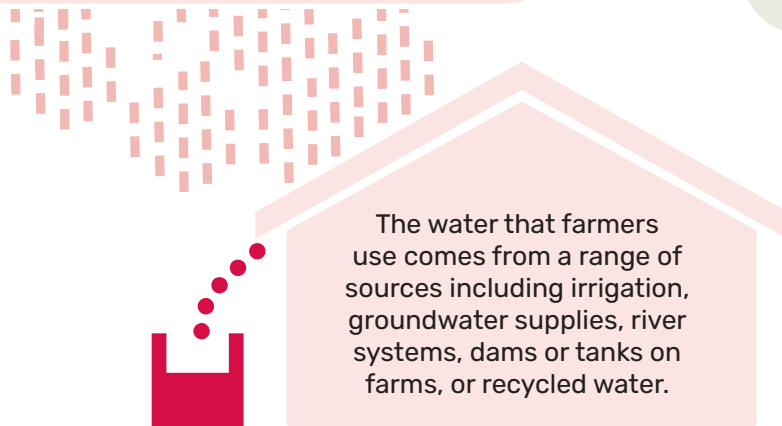 The water that farmers
use comes from a range of
sources including irrigation,
groundwater supplies, river
systems, dams or tanks on
farms, or recycled water.